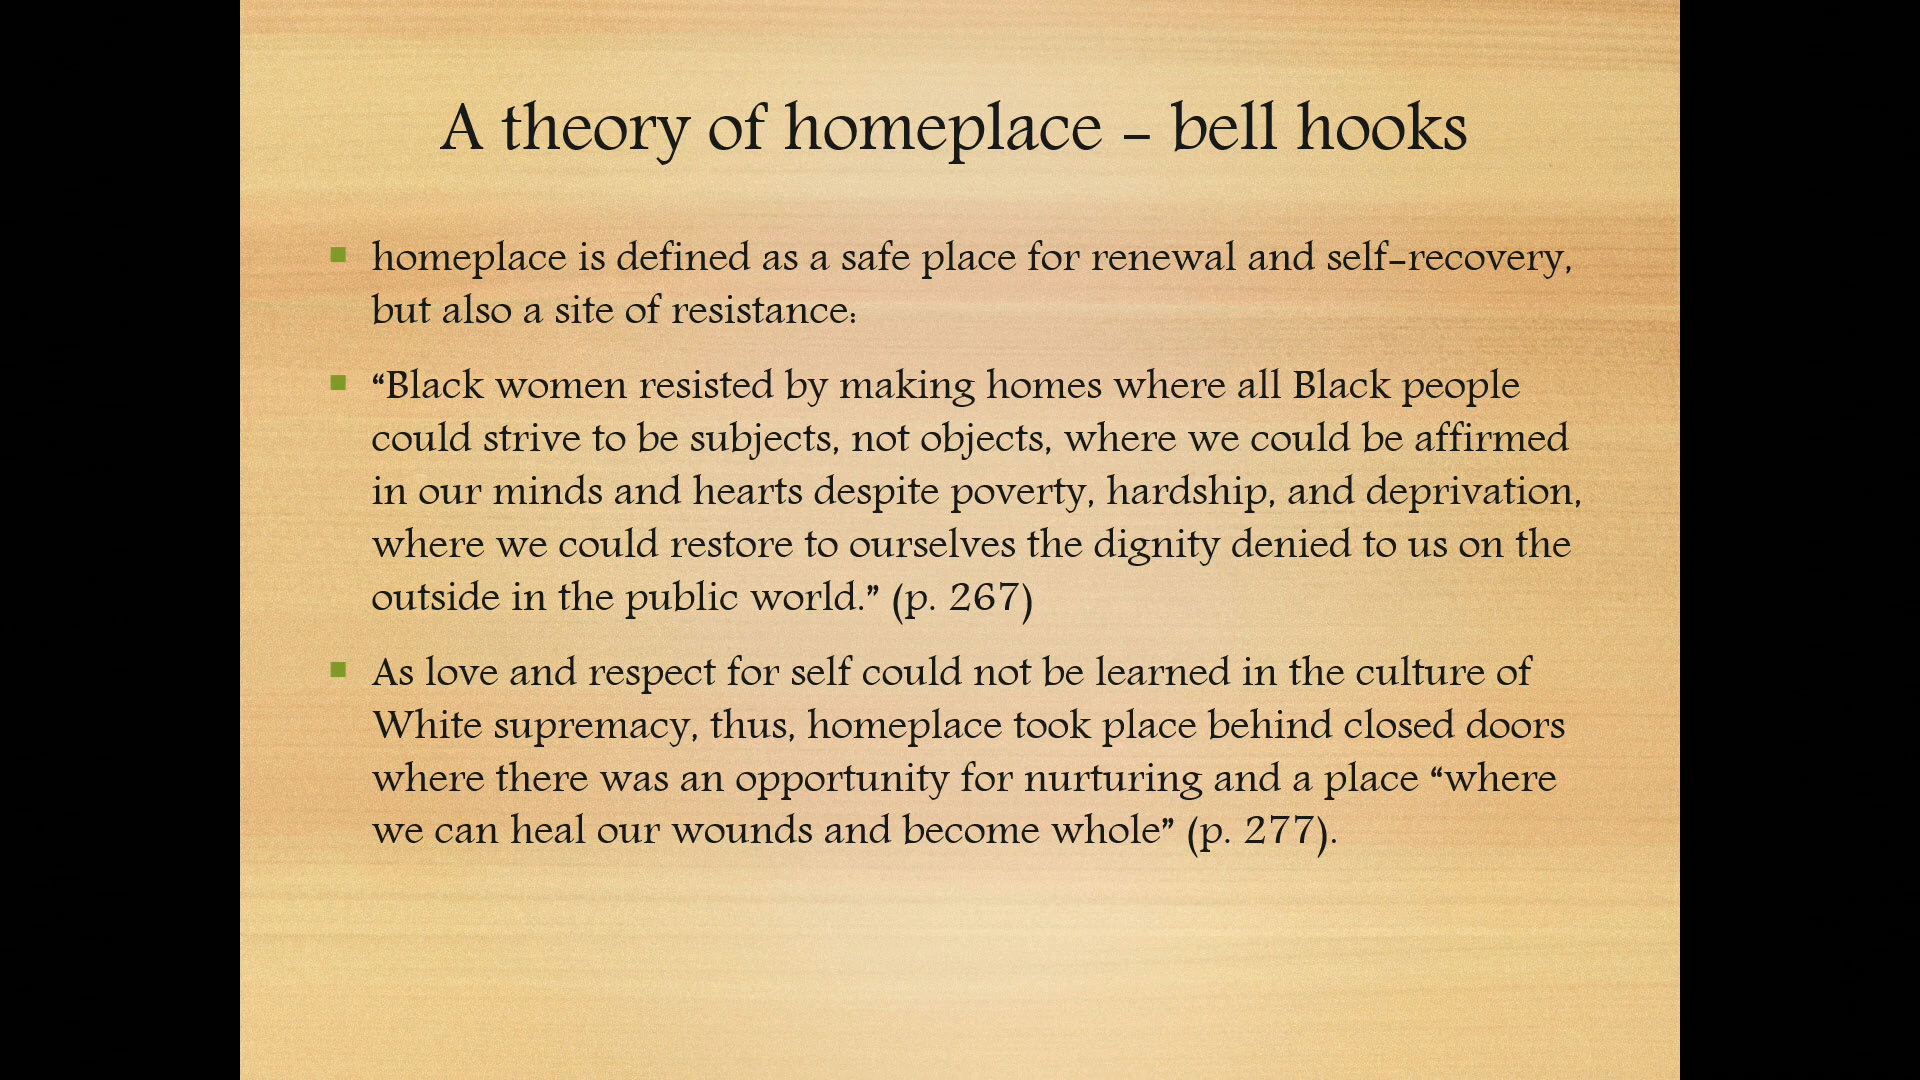 A theory of homeplace – bell hooks
homeplace is defined as a safe place for renewal and self-recovery,
but also a site of resistance:
“Black women resisted by making homes where all Black people
could strive to be subjects, not objects, where we could be affirmed
in our minds and hearts despite poverty, hardship, and deprivation,
where we could restore to ourselves the dignity denied to us on the
outside in the public world.” (p. 267)
As love and respect for self could not be learned in the culture of
White supremacy, thus, homeplace took place behind closed doors
where there was an opportunity for nurturing and a place “where
we can heal our wounds and become whole” (p. 277).